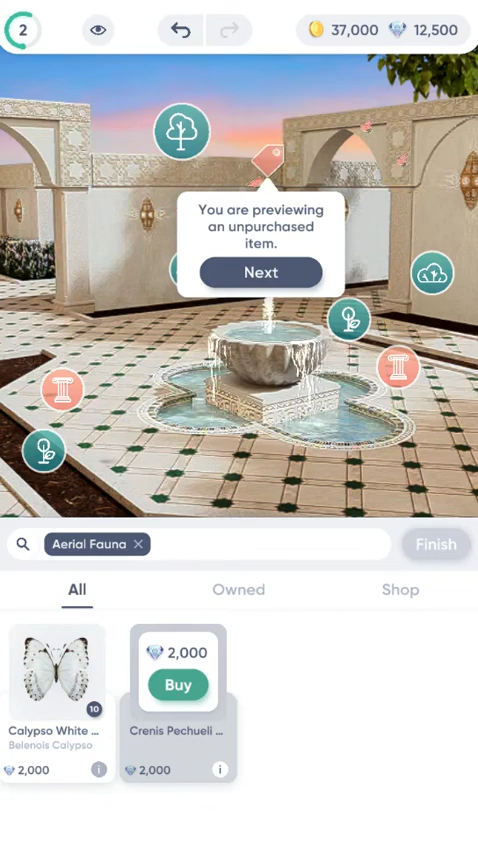 2
37,000
12,500
You are previewing
an unpurchased
item.
Next
Aerial Fauna
Finish
All
Owned
Shop
10
Calypso White ...
Belenois Calypso
2,000
2,000
Buy
Crenis Pechueli ...
2,000